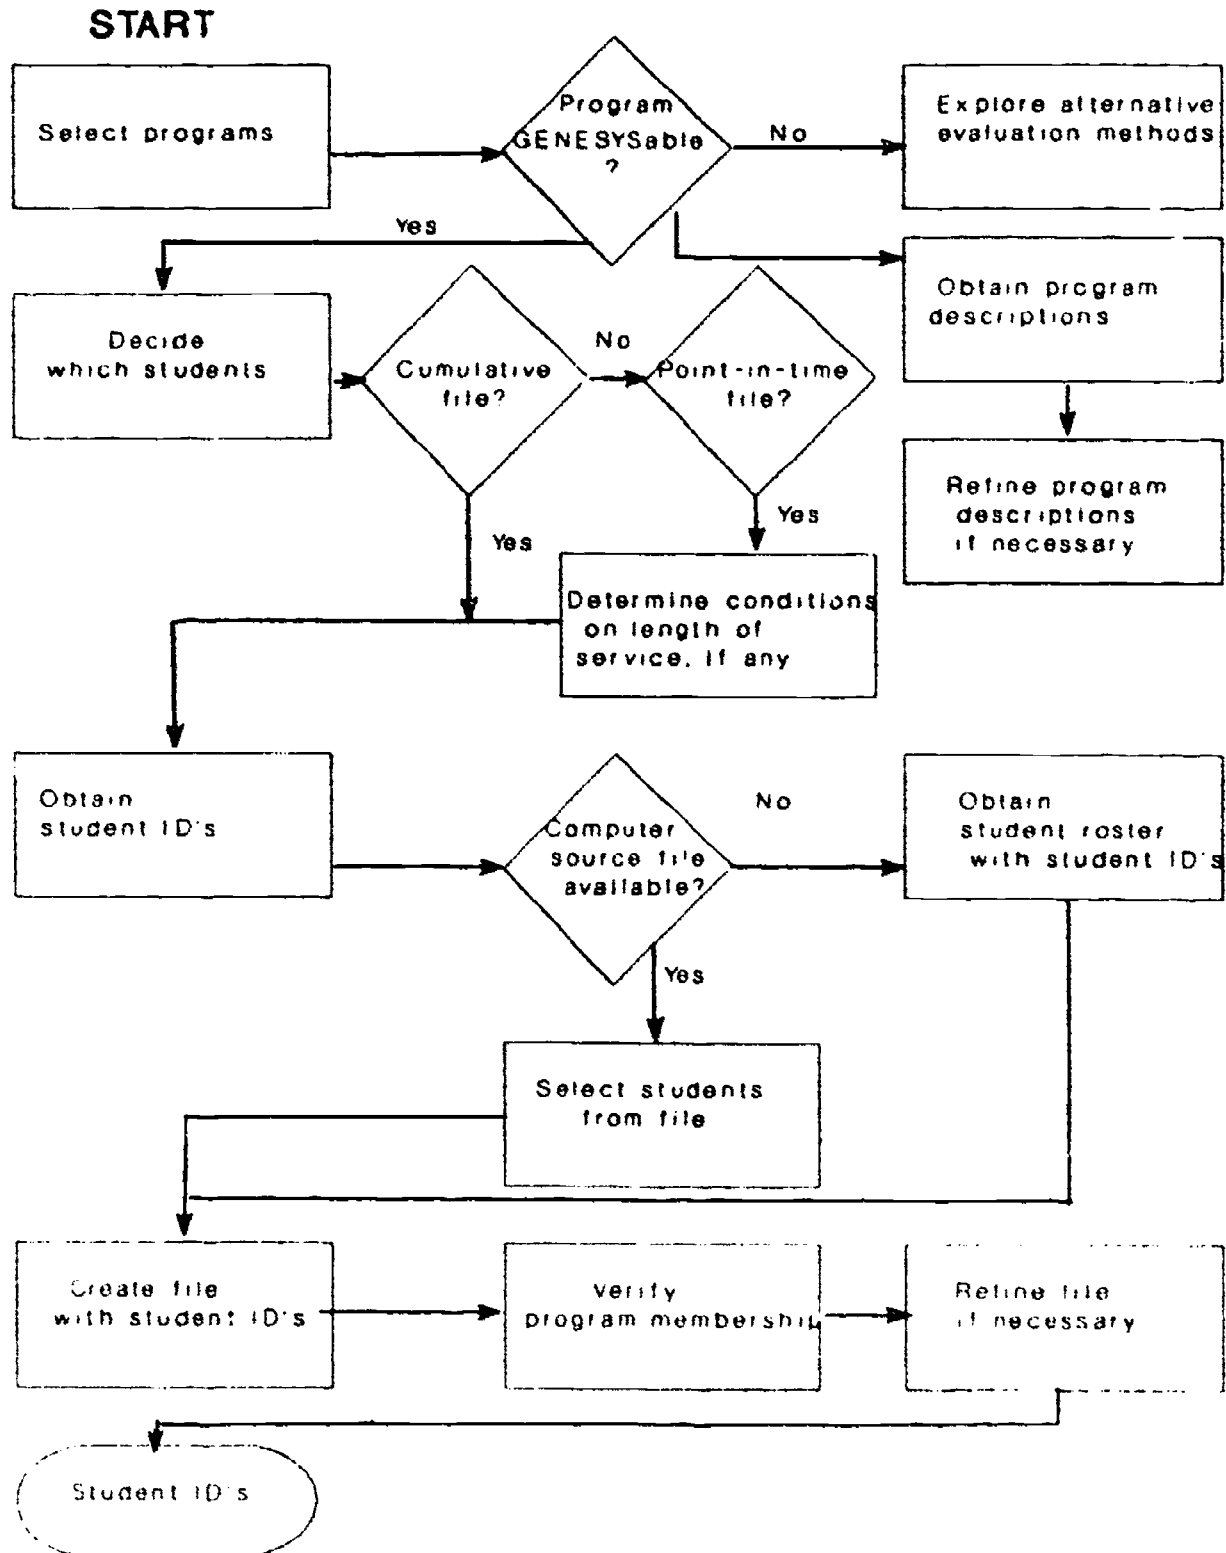 START
Select programs
Program
GENESYSable
?
No
Explore alternative
evaluation methods
Yes
Obtain program
descriptions
Decide
which students
Cumulative
file?
No
Point-in-time
file?
Refine program
descriptions
if necessary
Yes
Yes
Determine conditions
on length of
service, if any
Obtain
student ID's
Computer
source file
available?
No
Obtain
student roster
with student ID's
Yes
Select students
from file
Create file
with student ID's
Verify
program membership
Refine file
if necessary
Student ID's